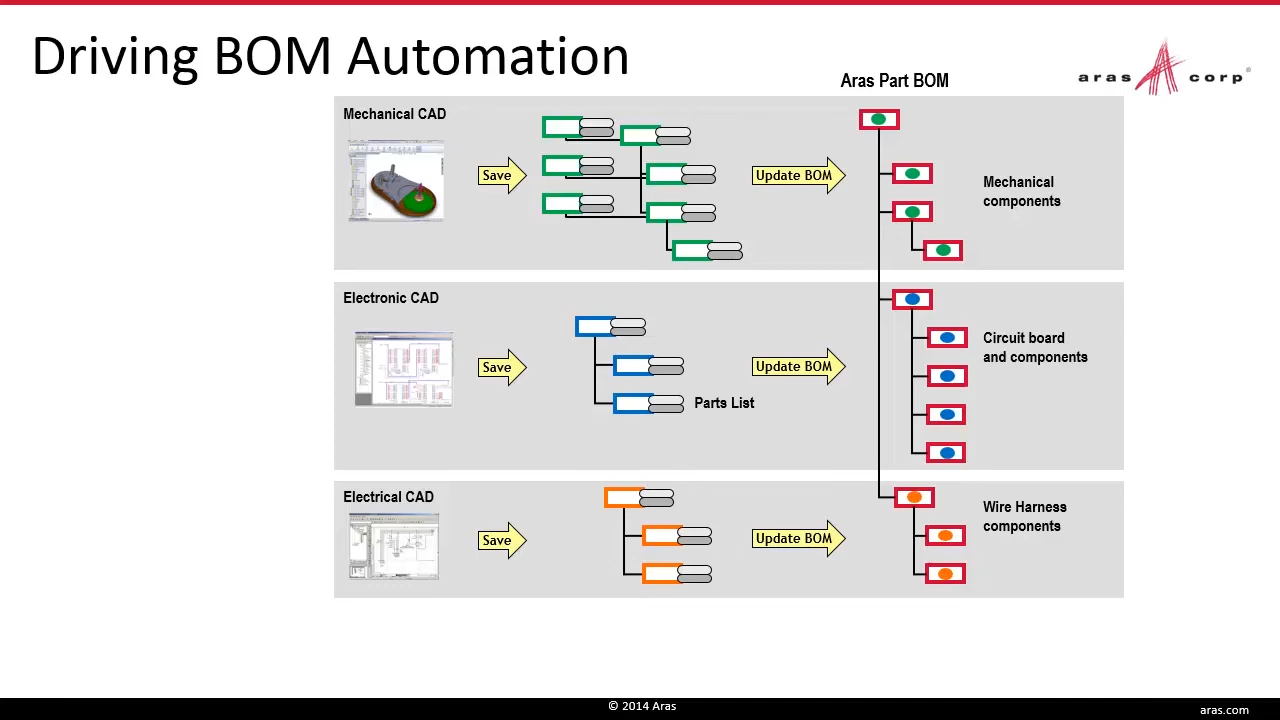 Driving BOM Automation
Aras Part BOM
aras corp
Mechanical CAD
Save
Update BOM
Mechanical
components
Electronic CAD
Save
Parts List
Update BOM
Circuit board
and components
Electrical CAD
Save
Update BOM
Wire Harness
components
© 2014 Aras
aras.com